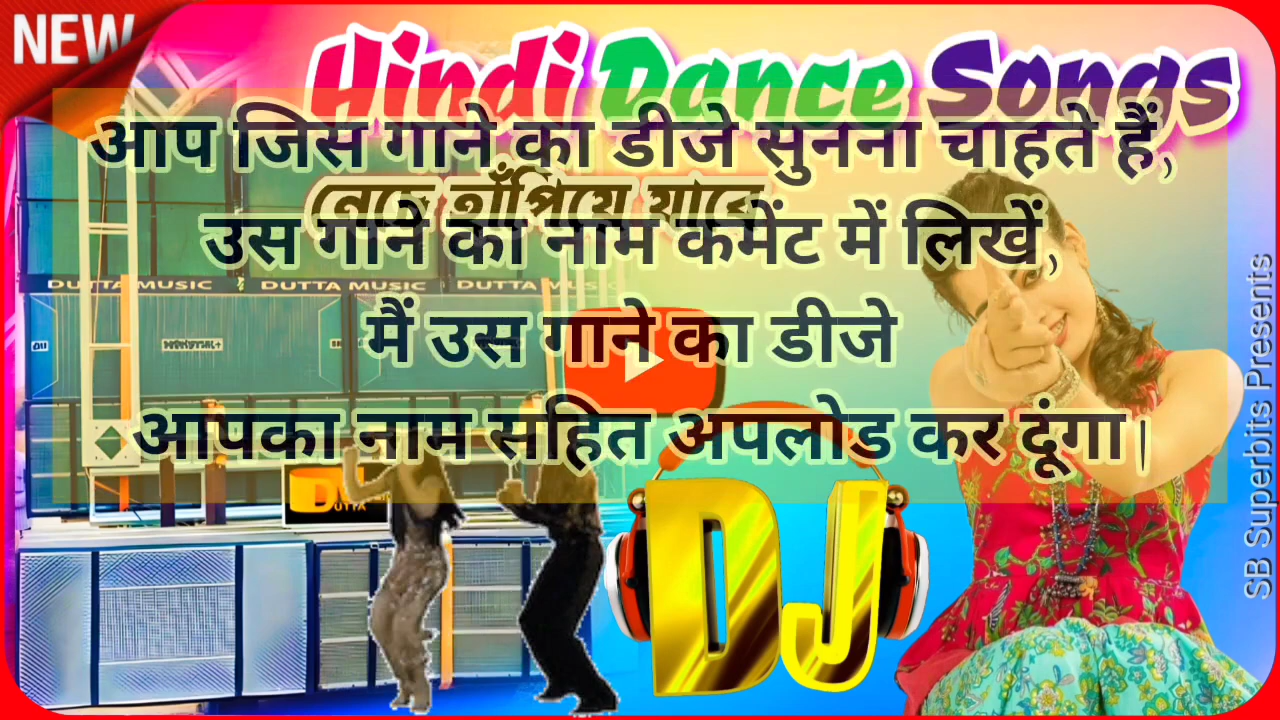 NEW
Hindi Dance Songs
आप जिस गाने का डीजे सुनना चाहते हैं,
নেচে হাঁপিয়ে যাবে
उस गाने का नाम कमेंट में लिखें,
DUTTA MUSIC DUTTA MUSIC DUTTA MUSIC
मैं उस गाने का डीजे
आपका नाम सहित अपलोड कर दूंगा|
DUTTA
DJ
SB Superbits Presents